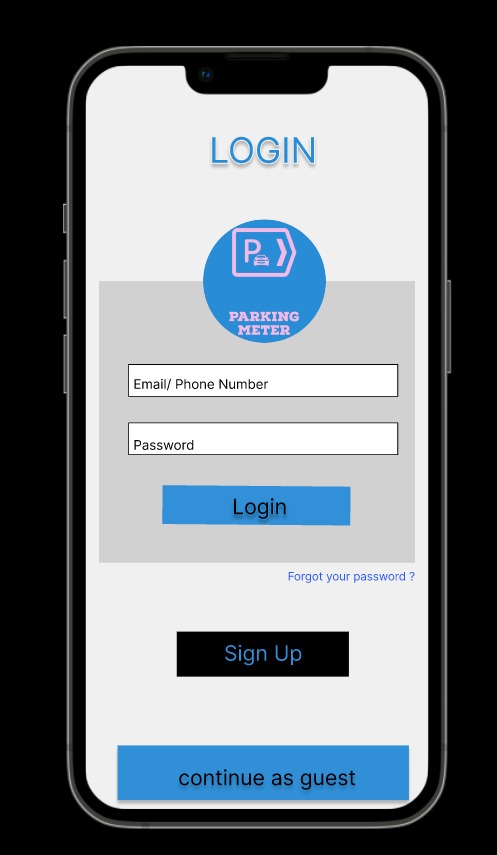 LOGIN
P
PARKING
METER
Email/ Phone Number
Password
Login
Forgot your password ?
Sign Up
continue as guest